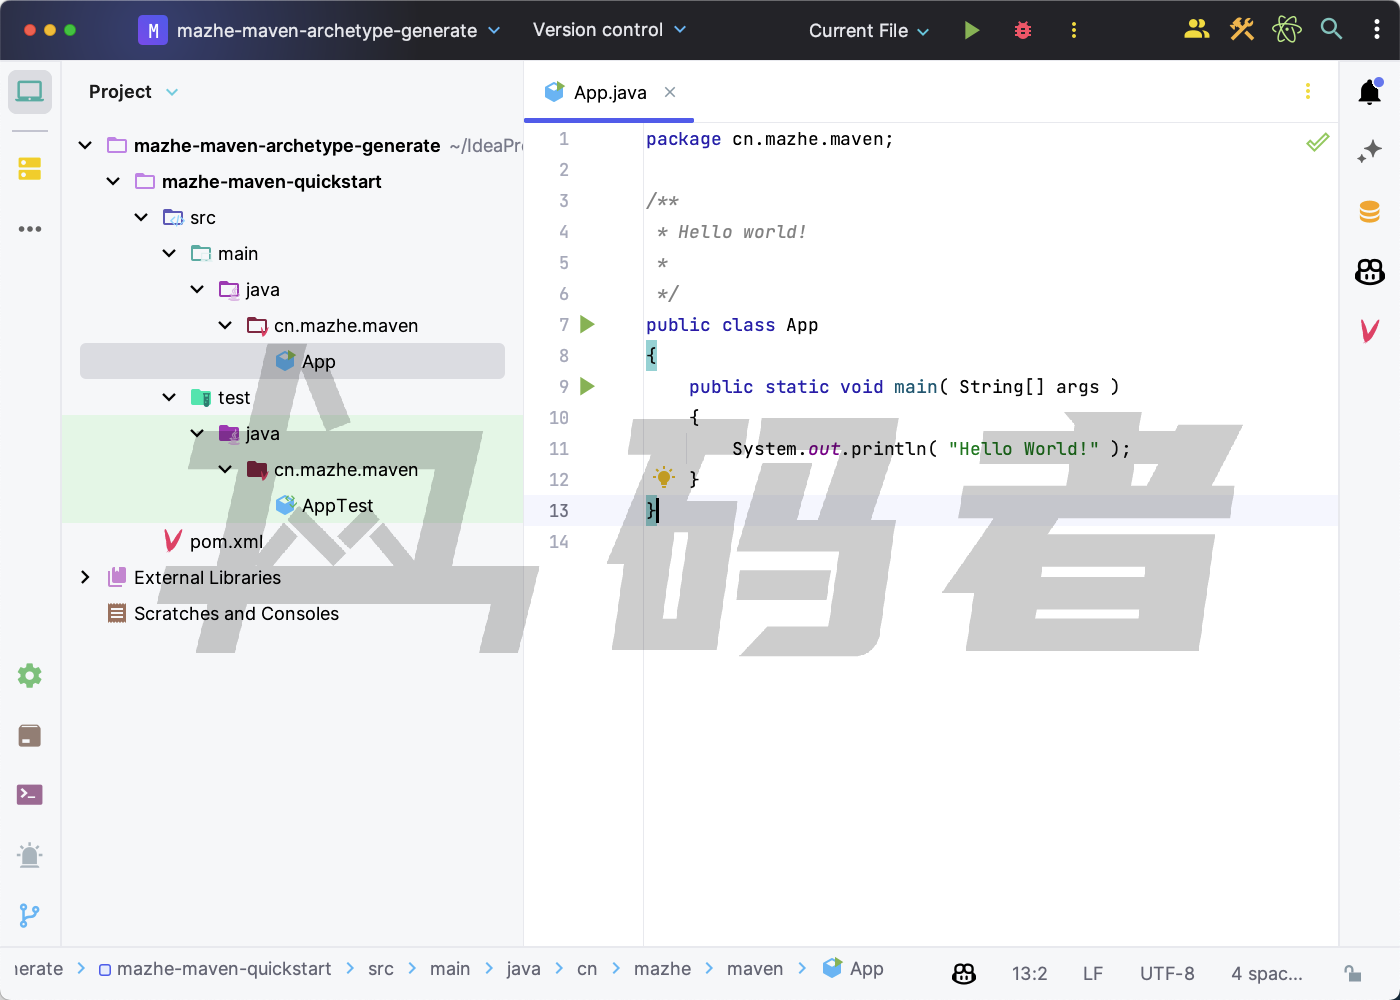 M mazhe-maven-archetype-generate Version control Current File
Project
mazhe-maven-archetype-generate ~/IdeaPr
mazhe-maven-quickstart
src
main
java
cn.mazhe.maven
App
test
java
cn.mazhe.maven
AppTest
pom.xml
External Libraries
Scratches and Consoles
App.java
1 package cn.mazhe.maven;
2
3 /**
4 * Hello world!
5 *
6 */
7 public class App
8 {
9 public static void main( String[] args )
10 {
11 System.out.println( "Hello World!" );
12 }
13 }
14
码者
nerate mazhe-maven-quickstart src main java cn mazhe maven App 13:2 LF UTF-8 4 spac...